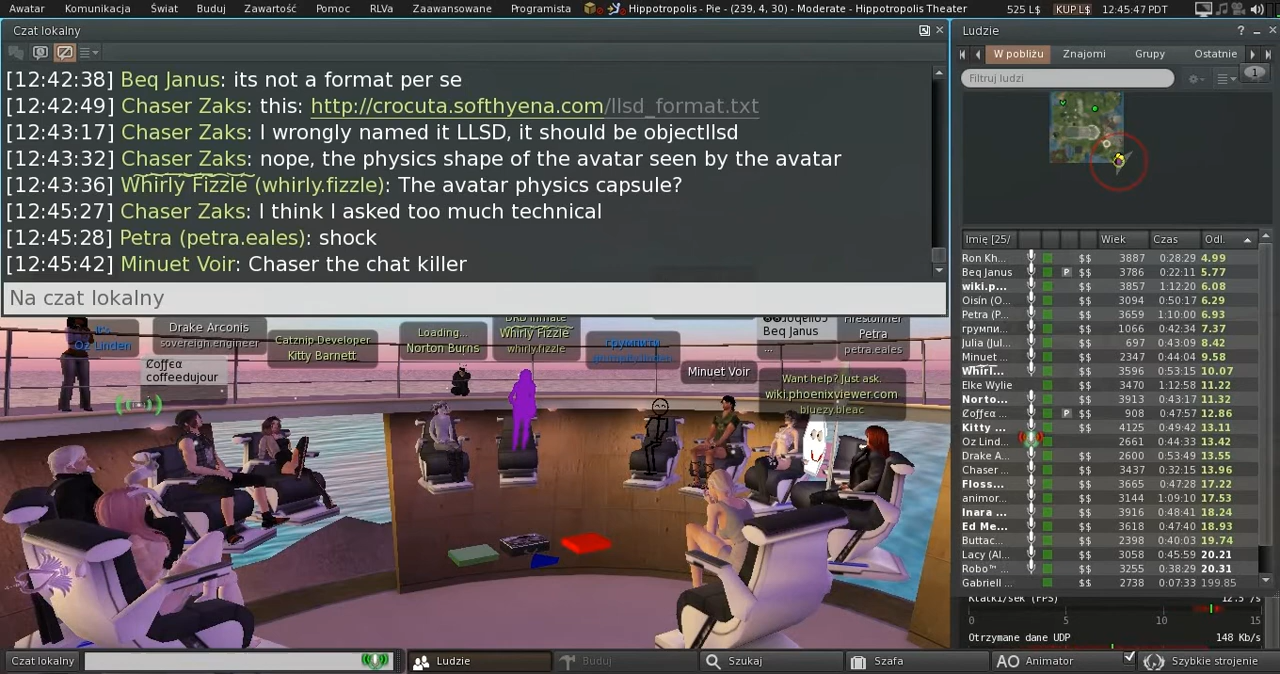 Awatar Komunikacja Świat Buduj Zawartość Pomoc RLVa Zaawansowane Programista Hippotropolis - Pie - (239, 4, 30) - Moderate - Hippotropolis Theater 525 L$ KUP L$ 12:45:47 PDT
Czat lokalny
[12:42:38] Beq Janus: its not a format per se
[12:42:49] Chaser Zaks: this: http://crocuta.softhyena.com/llsd_format.txt
[12:43:17] Chaser Zaks: I wrongly named it LLSD, it should be objectllsd
[12:43:32] Chaser Zaks: nope, the physics shape of the avatar seen by the avatar
[12:43:36] Whirly Fizzle (whirly.fizzle): The avatar physics capsule?
[12:45:27] Chaser Zaks: I think I asked too much technical
[12:45:28] Petra (petra.eales): shock
[12:45:42] Minuet Voir: Chaser the chat killer
Na czat lokalny
Oz Linden
Drake Arconis
sovereign.engineer
Catznip Developer
Kitty Barnett
Loading...
Norton Burns
Whirly Fizzle
whirly.fizzle
Beq Janus
...
Petra
petra.eales
coffeedujour
Minuet Voir
Want help? Just ask.
wiki.phoenixviewer.com
bluezy.bleac
Ludzie
W pobliżu Znajomi Grupy Ostatnie
Filtruj ludzi
1
Imię [25/ Wiek Czas Odl.
Ron Kh... $$ 3887 0:28:29 4.99
Beq Janus P $$ 3786 0:22:11 5.77
wiki.p... $$ 3857 1:12:20 6.08
Oisín (O... $$ 3094 0:50:17 6.29
Petra (P... $$ 3659 1:10:00 6.93
групми... $$ 1066 0:42:34 7.37
Julia (Jul... $$ 697 0:43:09 8.42
Minuet ... $$ 2347 0:44:04 9.58
Whirl... $$ 3596 0:53:15 10.07
Elke Wylie $$ 3470 1:12:58 11.22
Norto... $$ 3913 0:43:17 11.32
P $$ 908 0:47:57 12.86
Kitty ... $$ 4125 0:49:42 13.11
Oz Lind... 2661 0:44:33 13.42
Drake A... $$ 2600 0:53:49 13.55
Chaser ... $$ 3437 0:32:15 13.96
Floss... $$ 3665 0:47:28 17.22
animor... $$ 3144 1:09:10 17.53
Inara ... $$ 3916 0:48:41 18.24
Ed Me... $$ 3618 0:47:40 18.93
Buttac... $$ 2398 0:40:03 19.74
Lacy (Al... $$ 3058 0:45:59 20.21
Robo™ ... $$ 3255 0:38:29 20.31
Gabriell ... $$ 2738 0:07:33 199.85
Klatki/sek (FPS) 12.5 /s
0 5 10 15
Otrzymane dane UDP 148 Kb/s
Czat lokalny Ludzie Buduj Szukaj Szafa AO Animator Szybkie strojenie